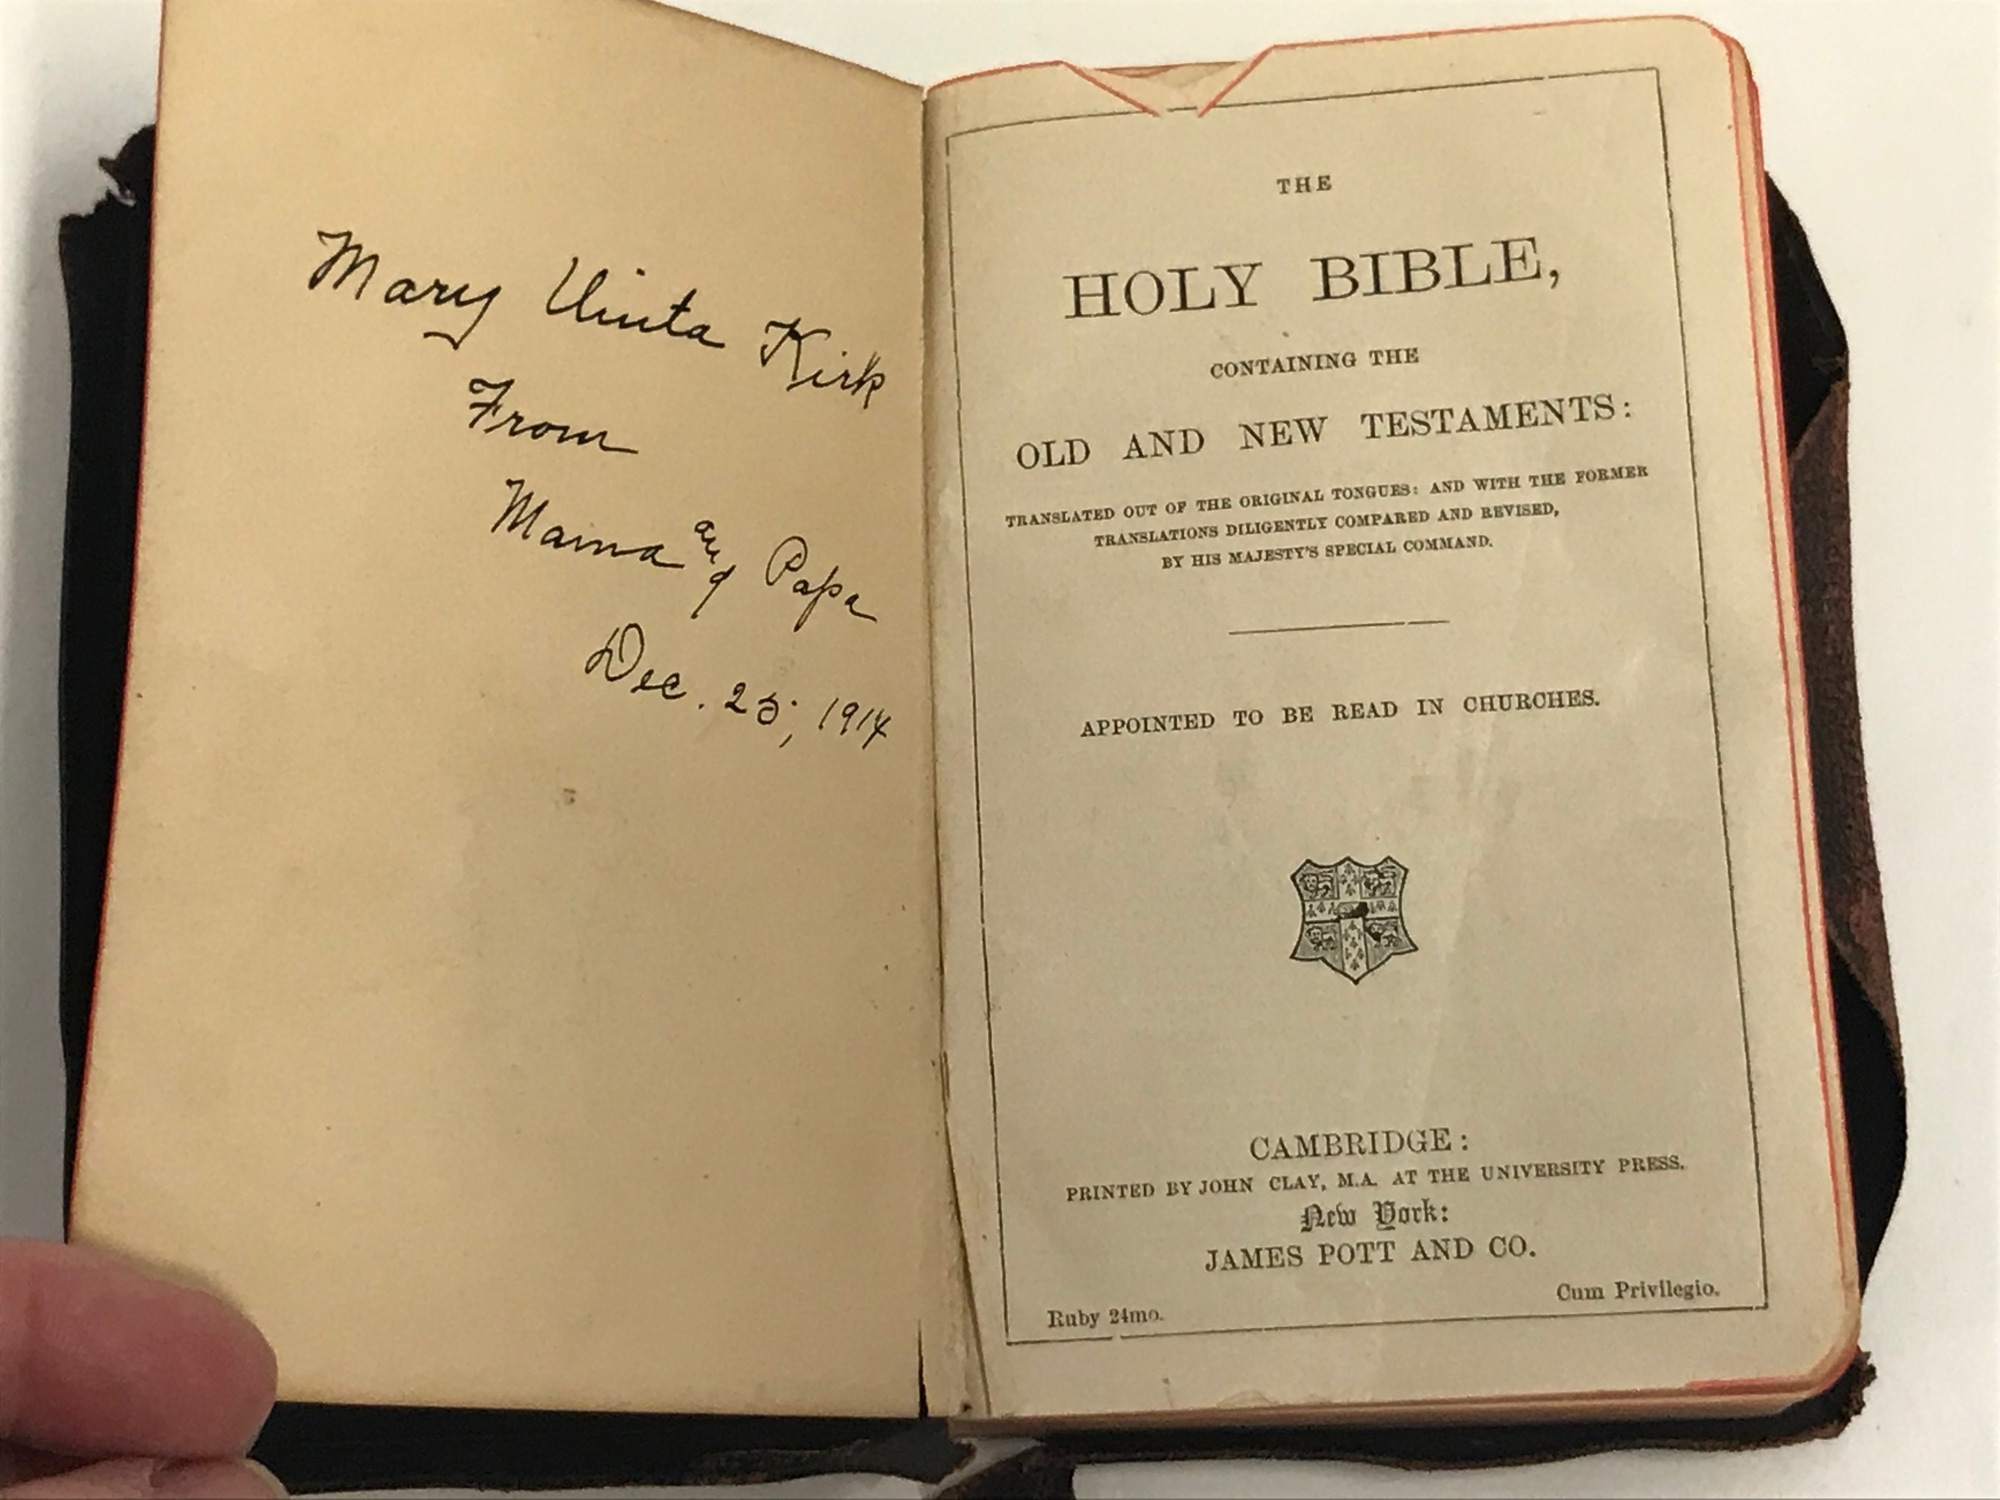 Mary Uinta Kirk
From
Mama and Papa
Dec. 25, 1914
THE
HOLY BIBLE,
CONTAINING THE
OLD AND NEW TESTAMENTS:
TRANSLATED OUT OF THE ORIGINAL TONGUES: AND WITH THE FORMER
TRANSLATIONS DILIGENTLY COMPARED AND REVISED,
BY HIS MAJESTY'S SPECIAL COMMAND.
APPOINTED TO BE READ IN CHURCHES.
CAMBRIDGE:
PRINTED BY JOHN CLAY, M.A. AT THE UNIVERSITY PRESS.
New York:
JAMES POTT AND CO.
Cum Privilegio.
Ruby 24mo.